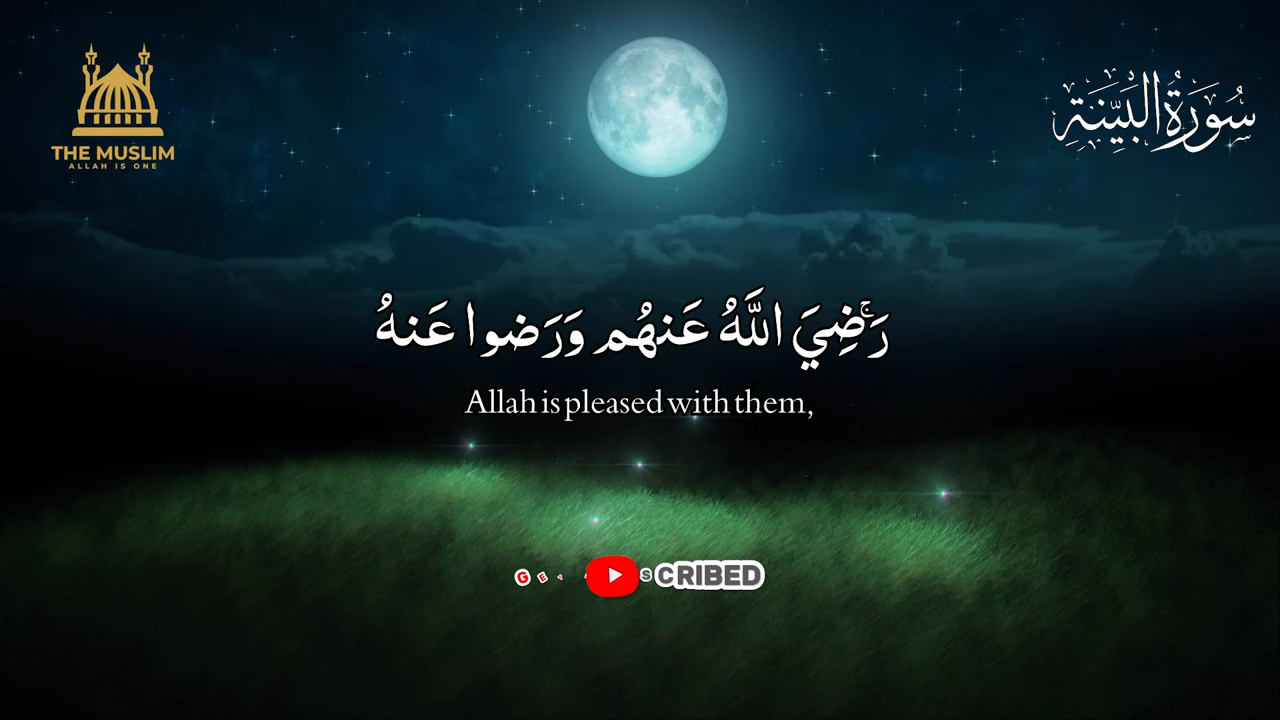 THE MUSLIM
ALLAH IS ONE
سُورَةُ البَيِّنَةِ
رَّضِيَ اللَّهُ عَنهُم وَرَضوا عَنهُ
Allah is pleased with them,
CRIBED